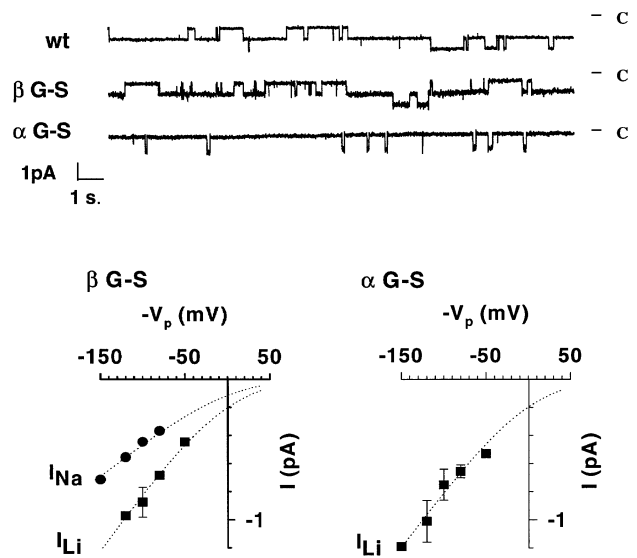 wt – C
β G-S – C
α G-S – C
1pA
1 s.
β G-S
-Vp (mV)
-150 -50 50
INa
ILi
I (pA)
-1
α G-S
-Vp (mV)
-150 -50 50
ILi
I (pA)
-1